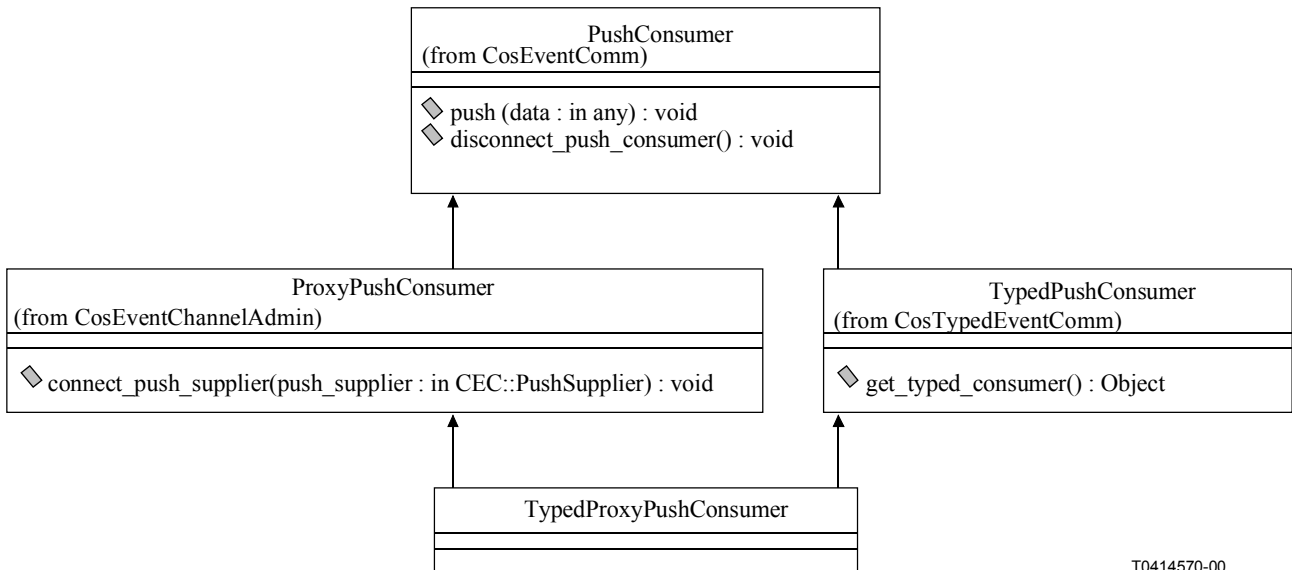 PushConsumer
(from CosEventComm)
push (data : in any) : void
disconnect_push_consumer() : void
ProxyPushConsumer
(from CosEventChannelAdmin)
connect_push_supplier(push_supplier : in CEC::PushSupplier) : void
TypedPushConsumer
(from CosTypedEventComm)
get_typed_consumer() : Object
TypedProxyPushConsumer
T0414570-00